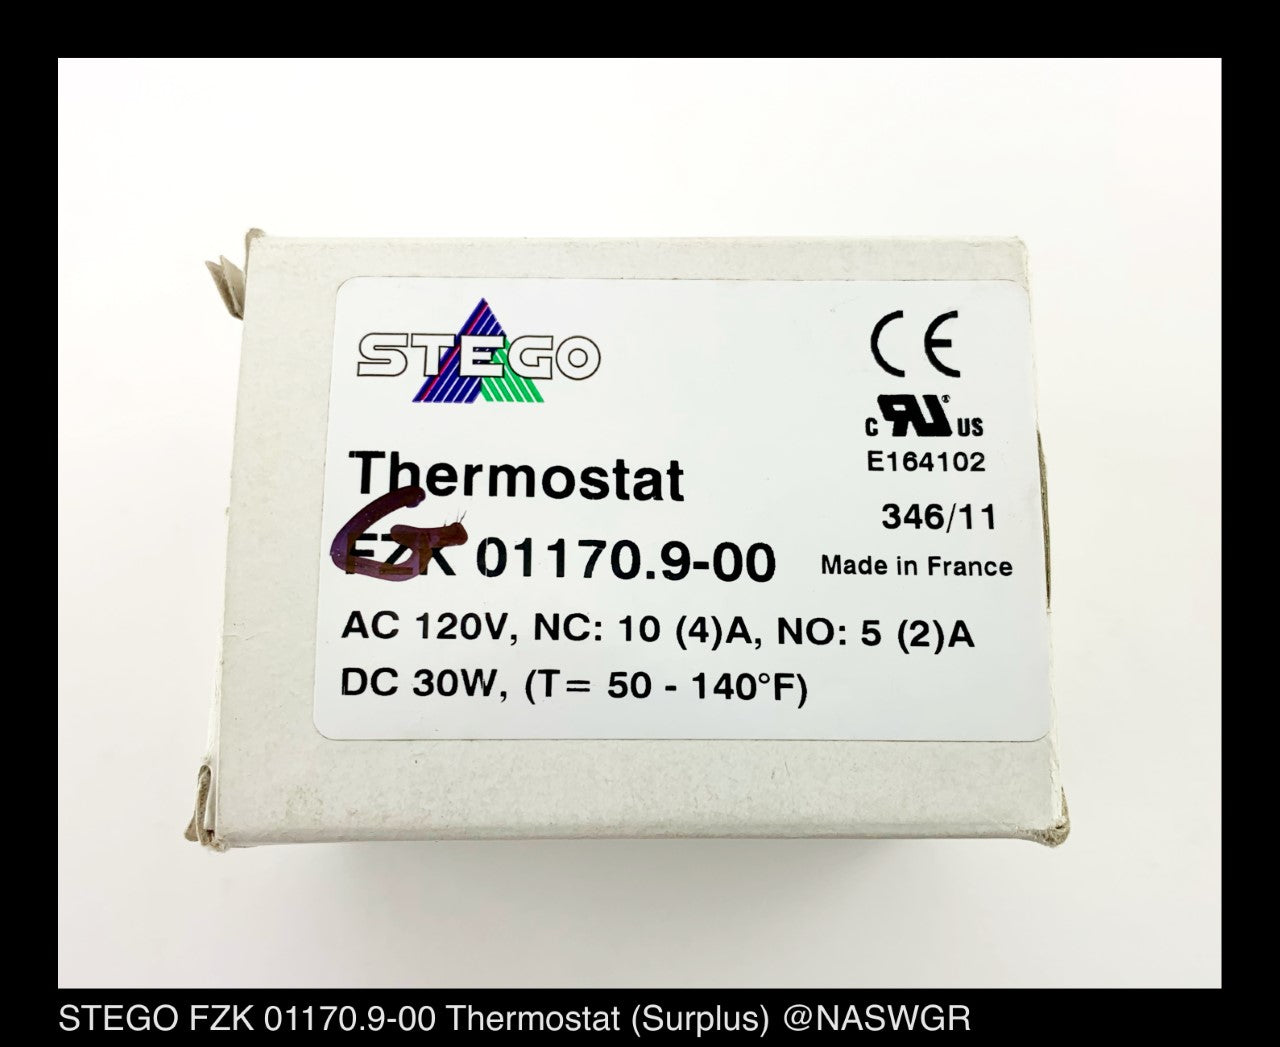 STEGO
CE
c RU® US
E164102
Thermostat
346/11
FZK 01170.9-00
Made in France
AC 120V, NC: 10 (4)A, NO: 5 (2)A
DC 30W, (T= 50 - 140°F)
STEGO FZK 01170.9-00 Thermostat (Surplus) @NASWGR